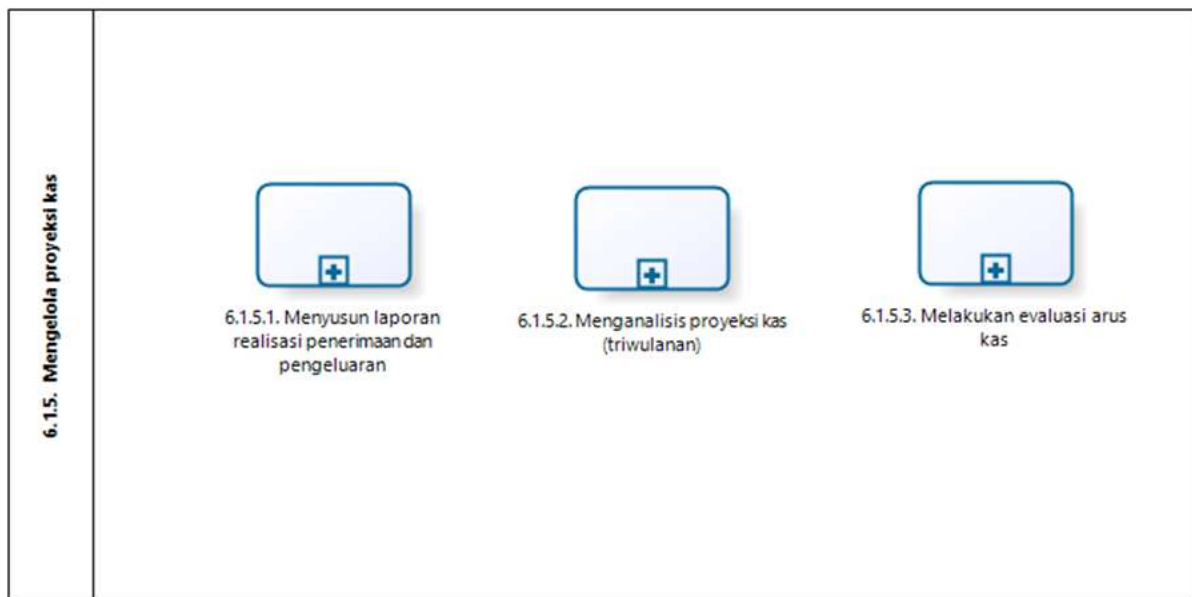 6.1.5. Mengelola proyeksi kas
6.1.5.1. Menyusun laporan
realisasi penerimaan dan
pengeluaran
6.1.5.2. Menganalisis proyeksi kas
(triwulanan)
6.1.5.3. Melakukan evaluasi arus
kas